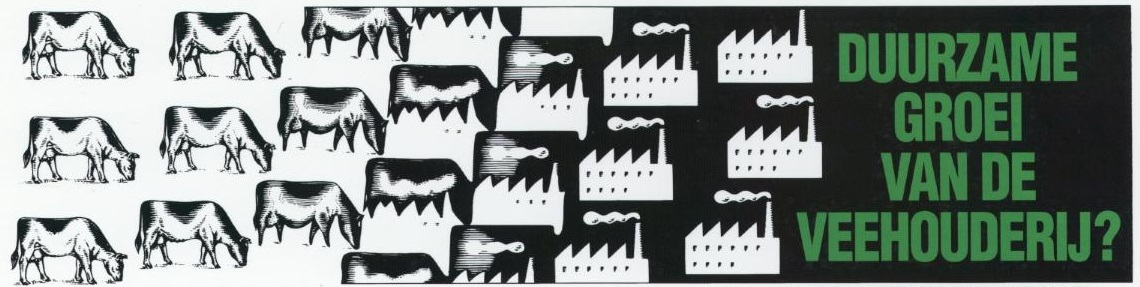 DUURZAME
GROEI
VAN DE
VEEHOUDERIJ?